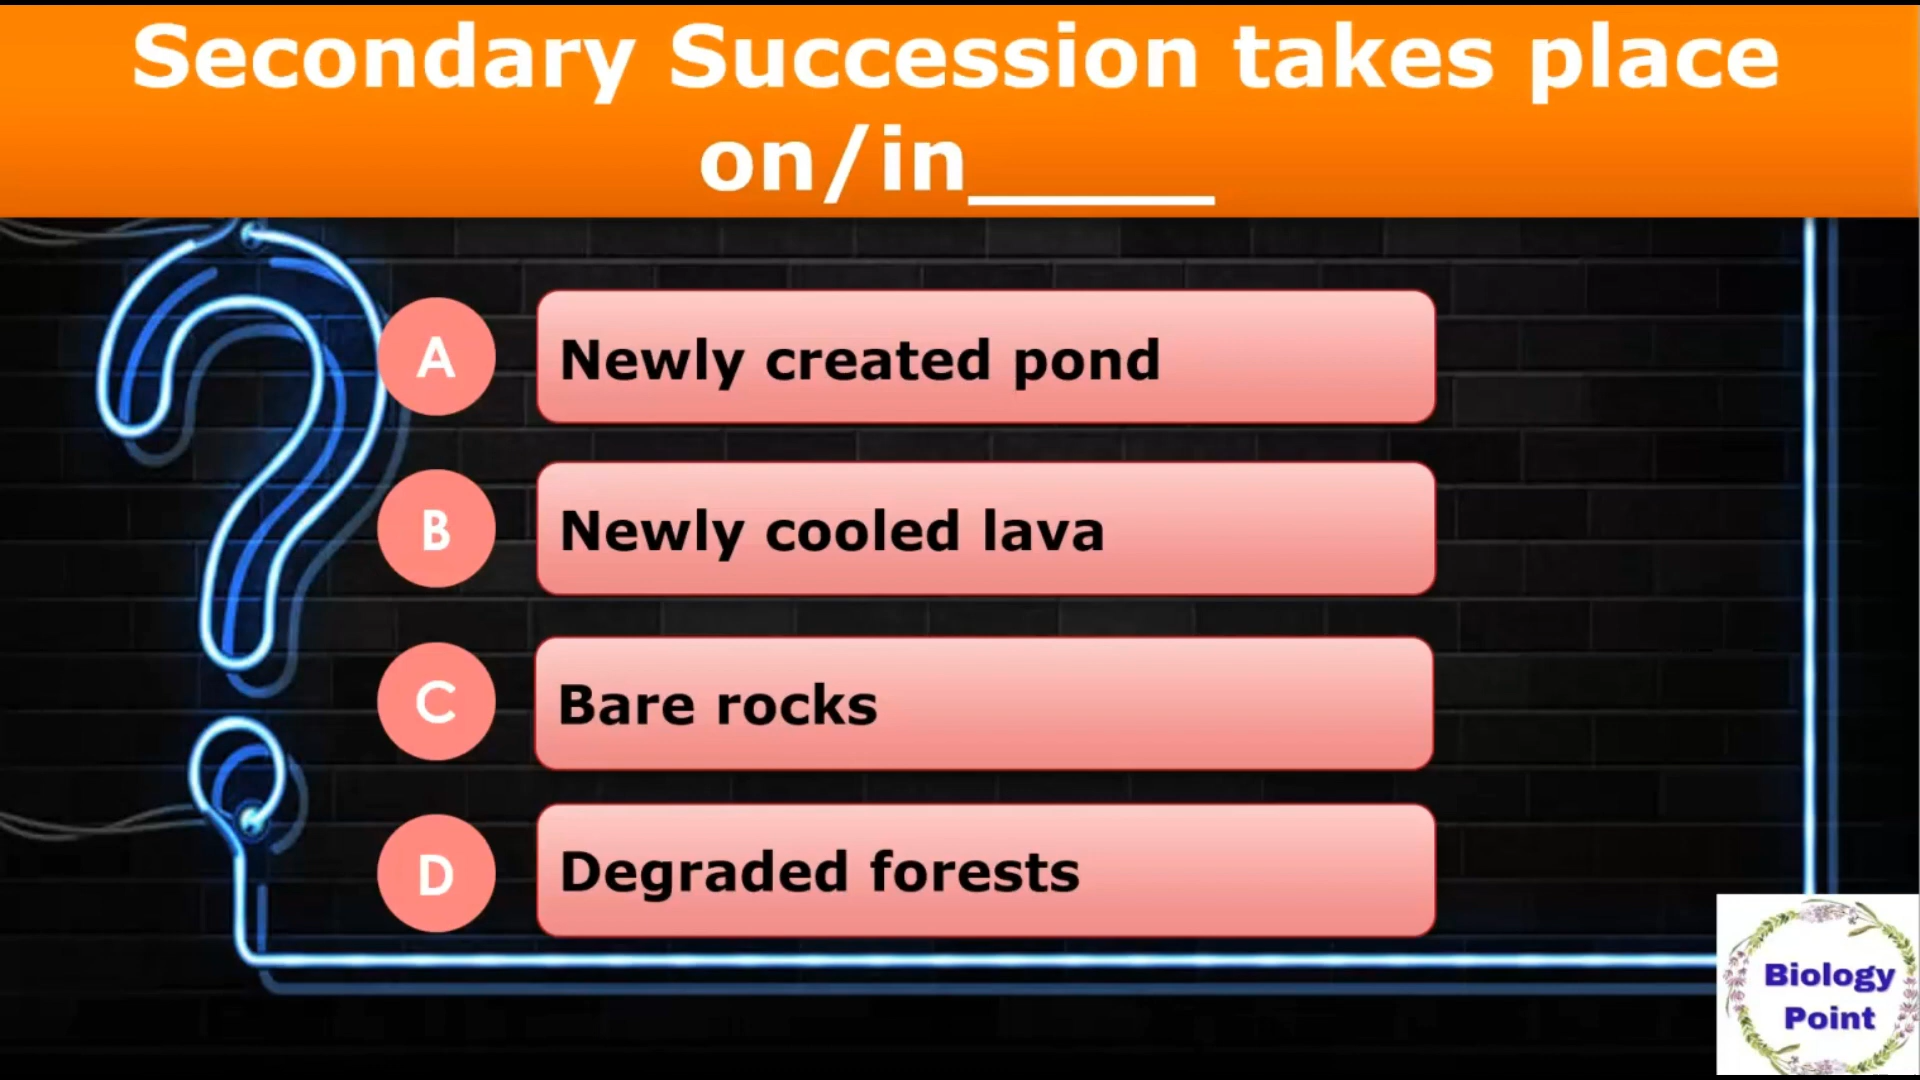 Secondary Succession takes place
on/in_____
A Newly created pond
B Newly cooled lava
C Bare rocks
D Degraded forests
Biology
Point